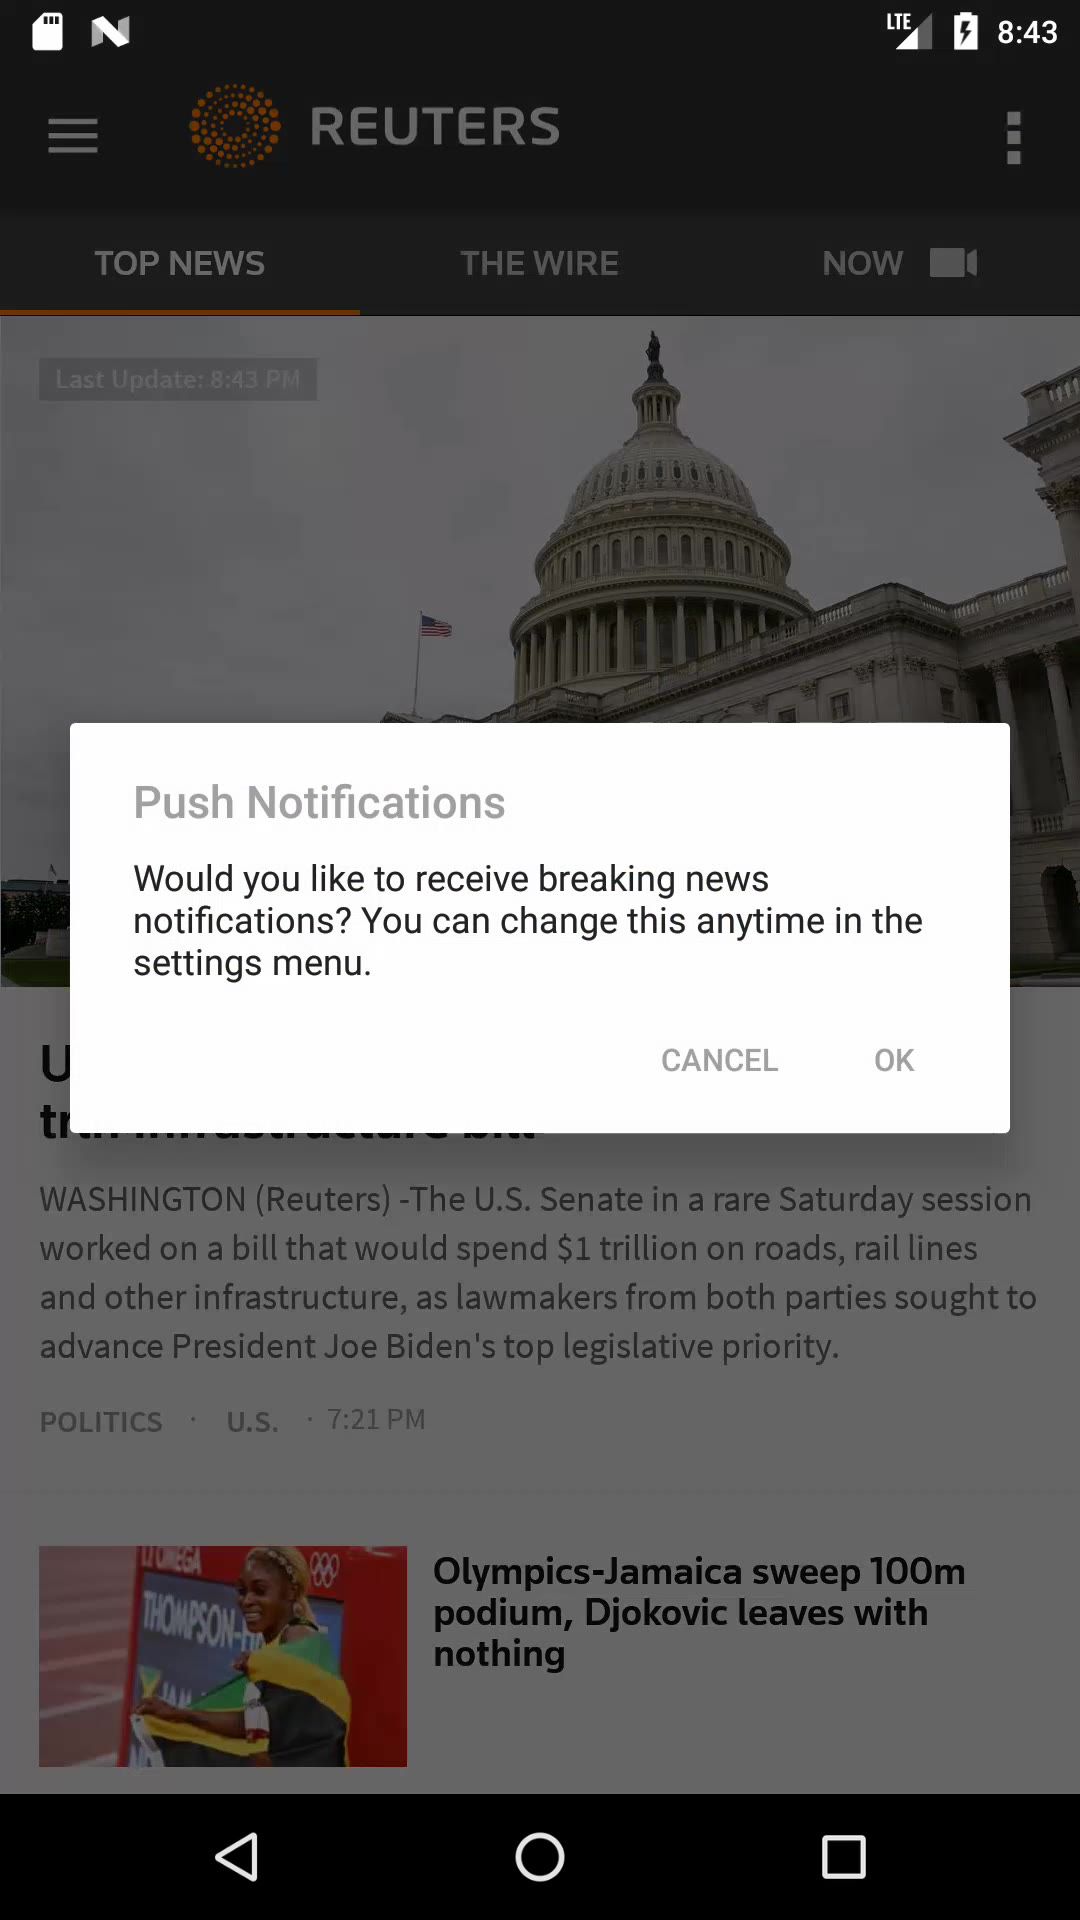 LTE 8:43
REUTERS
TOP NEWS THE WIRE NOW
Last Update: 8:43 PM
Push Notifications
Would you like to receive breaking news
notifications? You can change this anytime in the
settings menu.
CANCEL OK
WASHINGTON (Reuters) -The U.S. Senate in a rare Saturday session
worked on a bill that would spend $1 trillion on roads, rail lines
and other infrastructure, as lawmakers from both parties sought to
advance President Joe Biden's top legislative priority.
POLITICS · U.S. · 7:21 PM
OMEGA
THOMPSON-
JAM
Olympics-Jamaica sweep 100m
podium, Djokovic leaves with
nothing